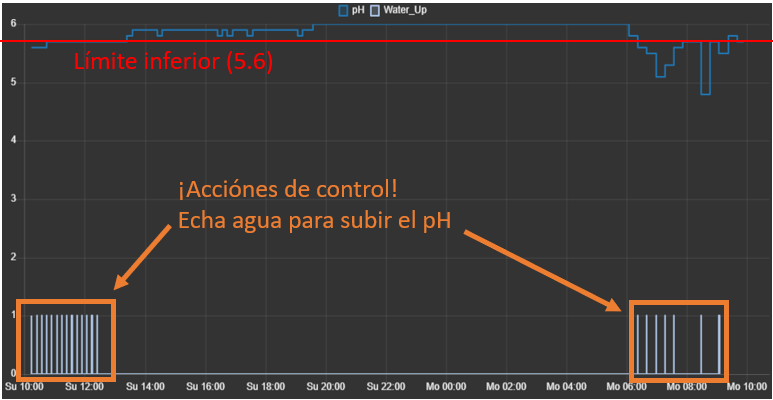 pH Water_Up
6
Límite inferior (5.6)
5
4
3
¡Acciónes de control!
Echa agua para subir el pH
2
1
0
Su 10:00 Su 12:00 Su 14:00 Su 16:00 Su 18:00 Su 20:00 Su 22:00 Mo 00:00 Mo 02:00 Mo 04:00 Mo 06:00 Mo 08:00 Mo 10:00